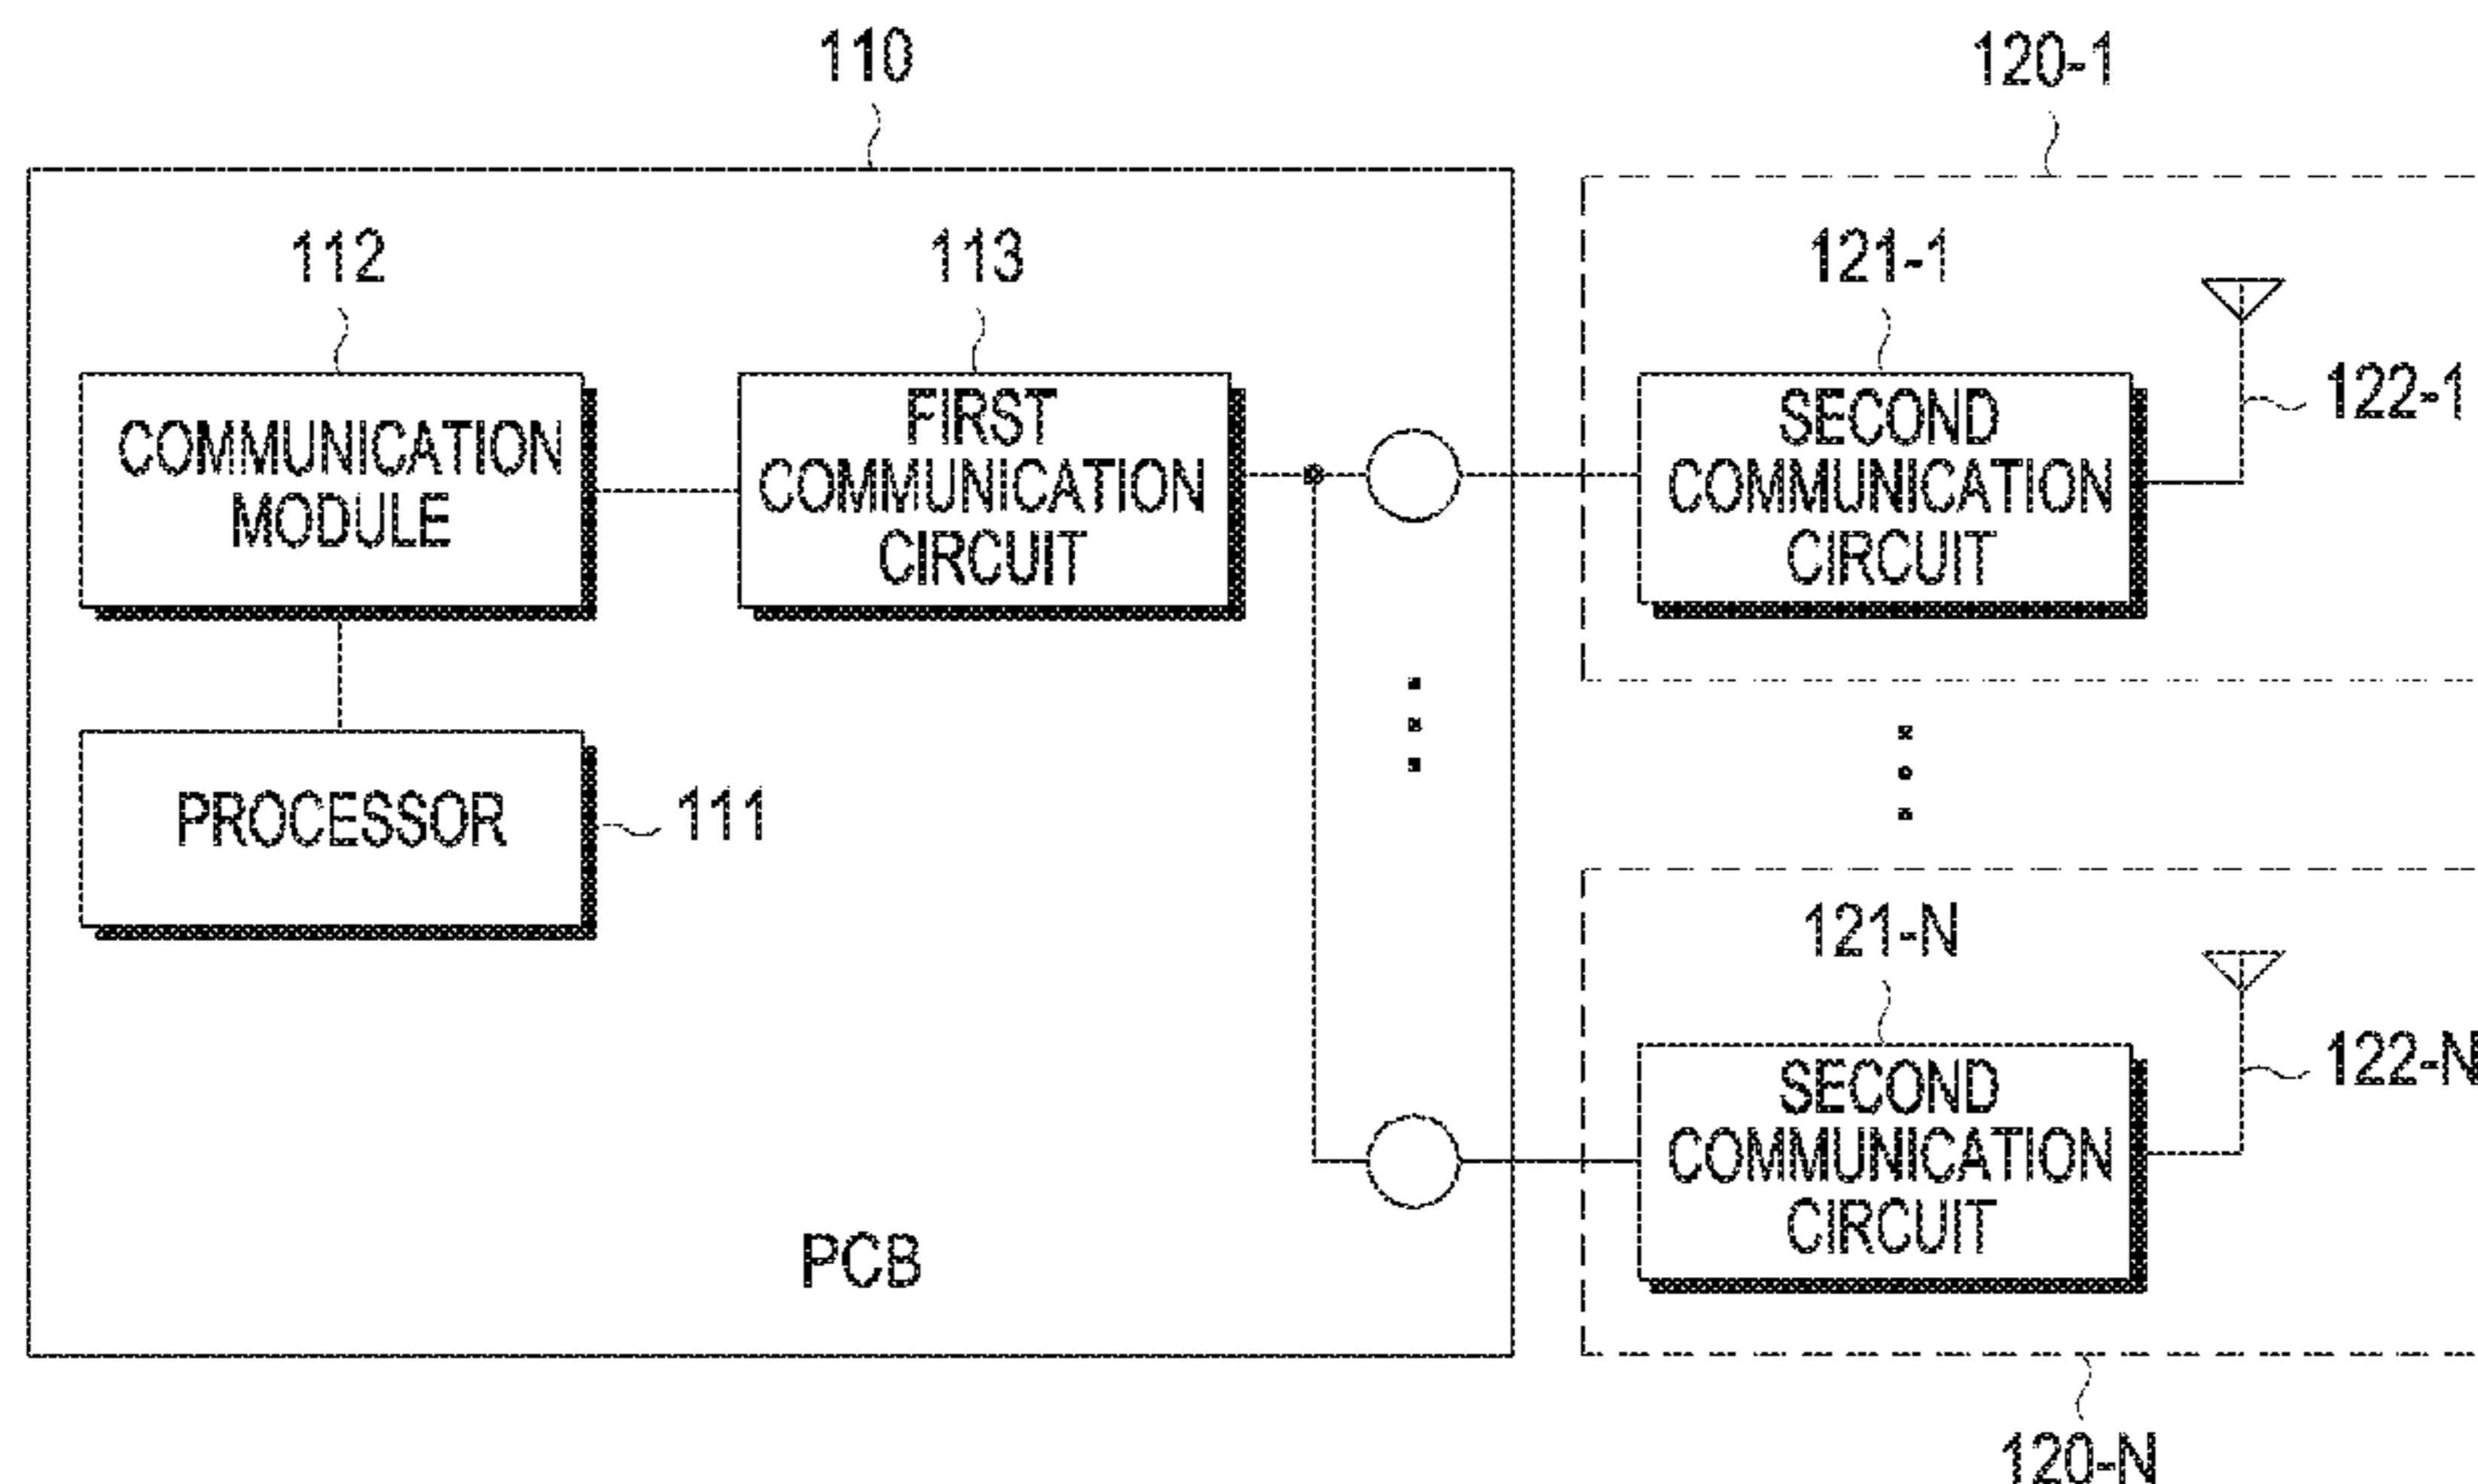 110
120-1
112
113
121-1
122-1
COMMUNICATION
MODULE
FIRST
COMMUNICATION
CIRCUIT
SECOND
COMMUNICATION
CIRCUIT
PROCESSOR
111
121-N
122-N
SECOND
COMMUNICATION
CIRCUIT
PCB
120-N